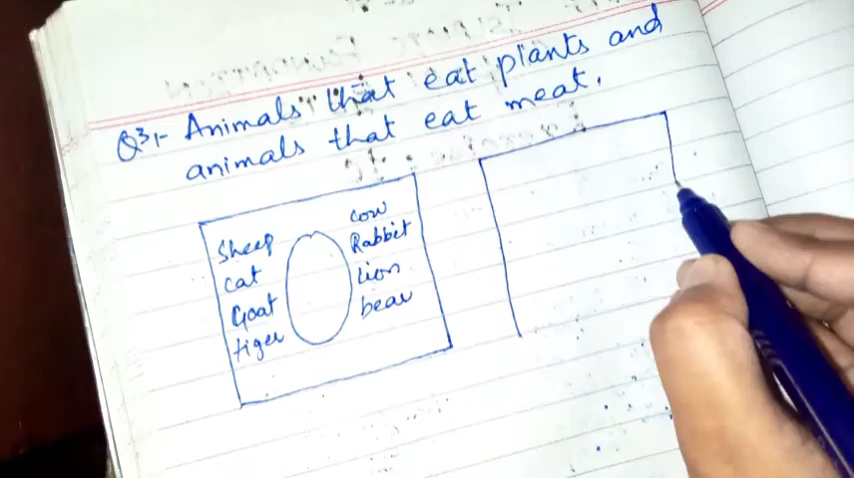 Q3:- Animals that eat plants and
animals that eat meat.
Sheep
cat
Goat
tiger
cow
Rabbit
Lion
bear